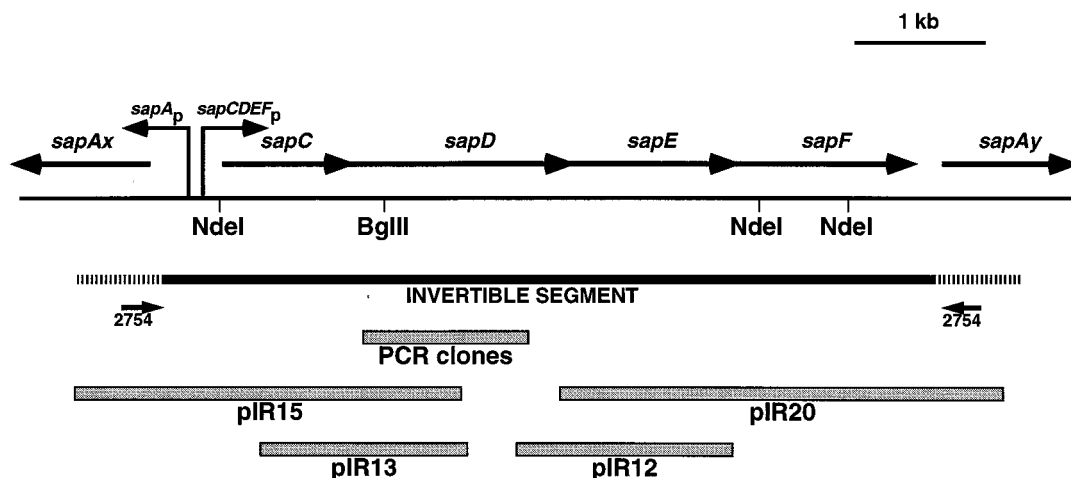 1 kb
sapAp sapCDEFp
sapAx sapC sapD sapE sapF sapAy
NdeI BglII NdeI NdeI
INVERTIBLE SEGMENT
2754 2754
PCR clones
pIR15 pIR20
pIR13 pIR12